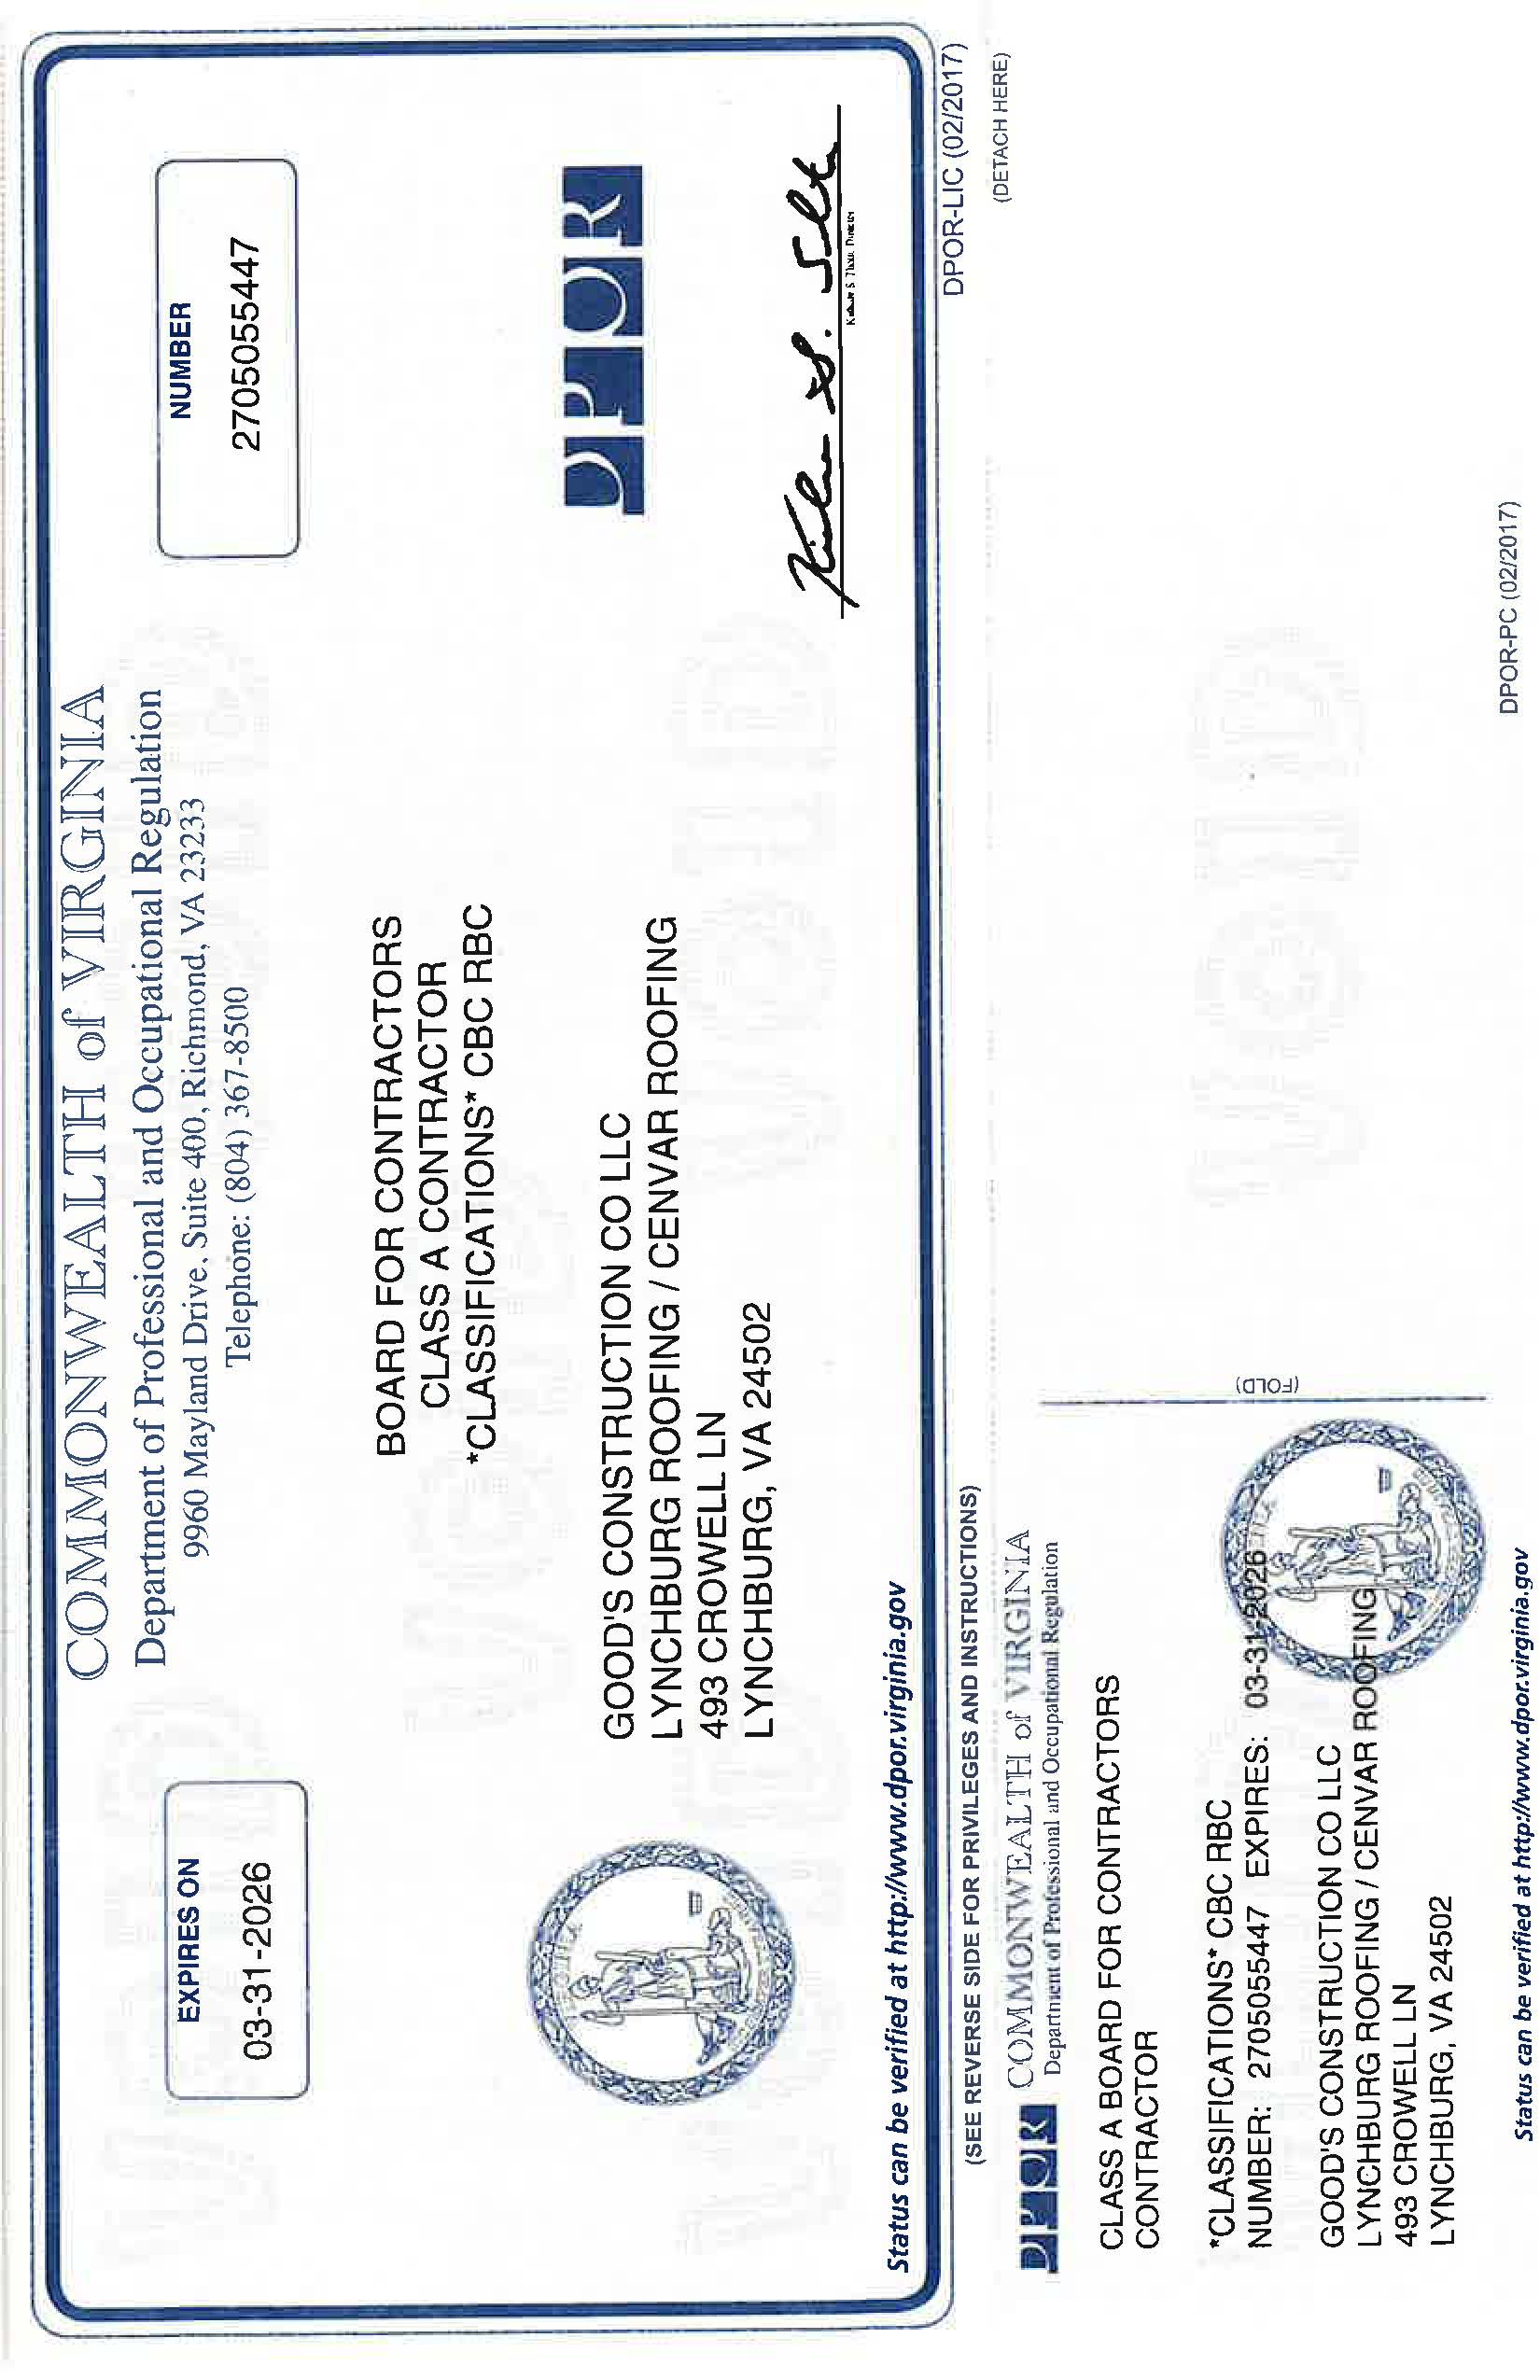 COMMONWEALTH of VIRGINIA
Department of Professional and Occupational Regulation
9960 Mayland Drive, Suite 400, Richmond, VA 23233
Telephone: (804) 367-8500
EXPIRES ON
03-31-2026
NUMBER
2705055447
BOARD FOR CONTRACTORS
CLASS A CONTRACTOR
*CLASSIFICATIONS* CBC RBC
GOOD'S CONSTRUCTION CO LLC
LYNCHBURG ROOFING / CENVAR ROOFING
493 CROWELL LN
LYNCHBURG, VA 24502
DPOR
Status can be verified at http://www.dpor.virginia.gov
(SEE REVERSE SIDE FOR PRIVILEGES AND INSTRUCTIONS)
DPOR-LIC (02/2017)
(DETACH HERE)
DPOR
COMMONWEALTH of VIRGINIA
Department of Professional and Occupational Regulation
CLASS A BOARD FOR CONTRACTORS
CONTRACTOR
*CLASSIFICATIONS* CBC RBC
NUMBER: 2705055447 EXPIRES: 03-31-2026
GOOD'S CONSTRUCTION CO LLC
LYNCHBURG ROOFING / CENVAR ROOFING
493 CROWELL LN
LYNCHBURG, VA 24502
(FOLD)
Status can be verified at http://www.dpor.virginia.gov
DPOR-PC (02/2017)